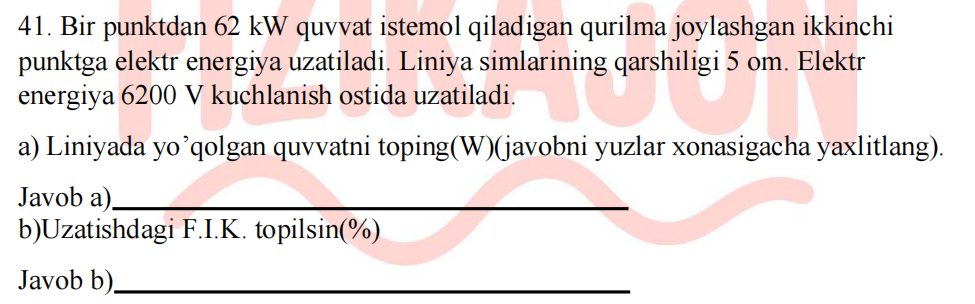 41. Bir punktdan 62 kW quvvat istemol qiladigan qurilma joylashgan ikkinchi
punktga elektr energiya uzatiladi. Liniya simlarining qarshiligi 5 om. Elektr
energiya 6200 V kuchlanish ostida uzatiladi.
a) Liniyada yo’qolgan quvvatni toping(W)(javobni yuzlar xonasigacha yaxlitlang).
Javob a)
b)Uzatishdagi F.I.K. topilsin(%)
Javob b)
FIZIKAJON